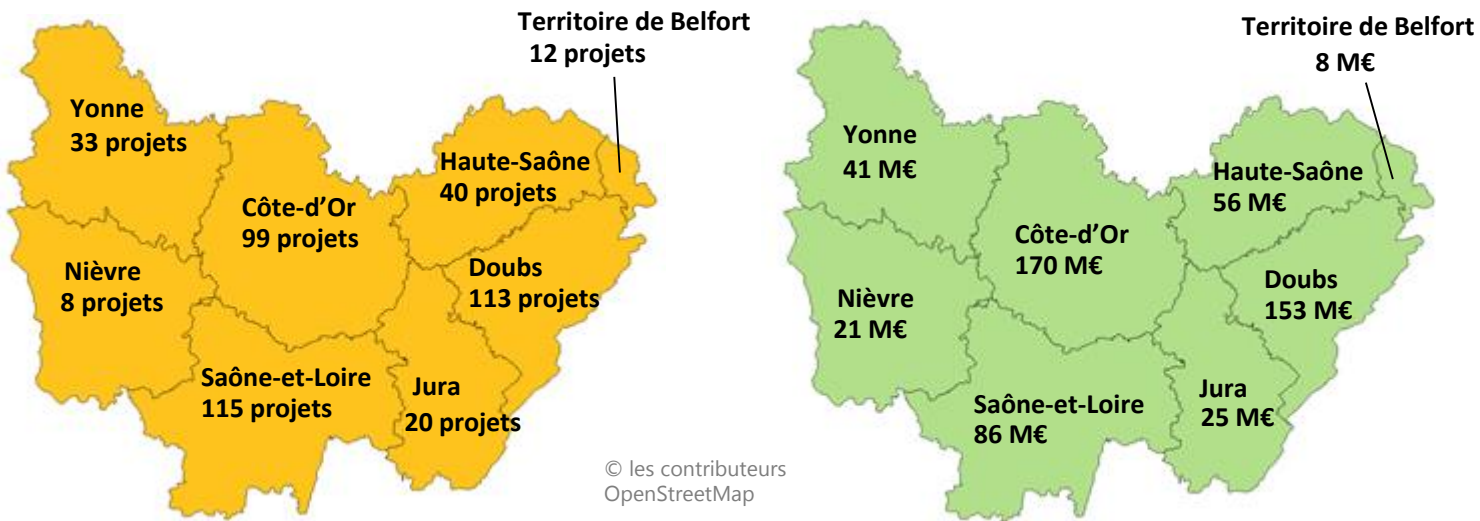 Territoire de Belfort
12 projets
Yonne
33 projets
Haute-Saône
40 projets
Côte-d’Or
99 projets
Doubs
113 projets
Nièvre
8 projets
Saône-et-Loire
115 projets
Jura
20 projets
© les contributeurs
OpenStreetMap
Territoire de Belfort
8 M€
Yonne
41 M€
Haute-Saône
56 M€
Côte-d’Or
170 M€
Doubs
153 M€
Nièvre
21 M€
Saône-et-Loire
86 M€
Jura
25 M€